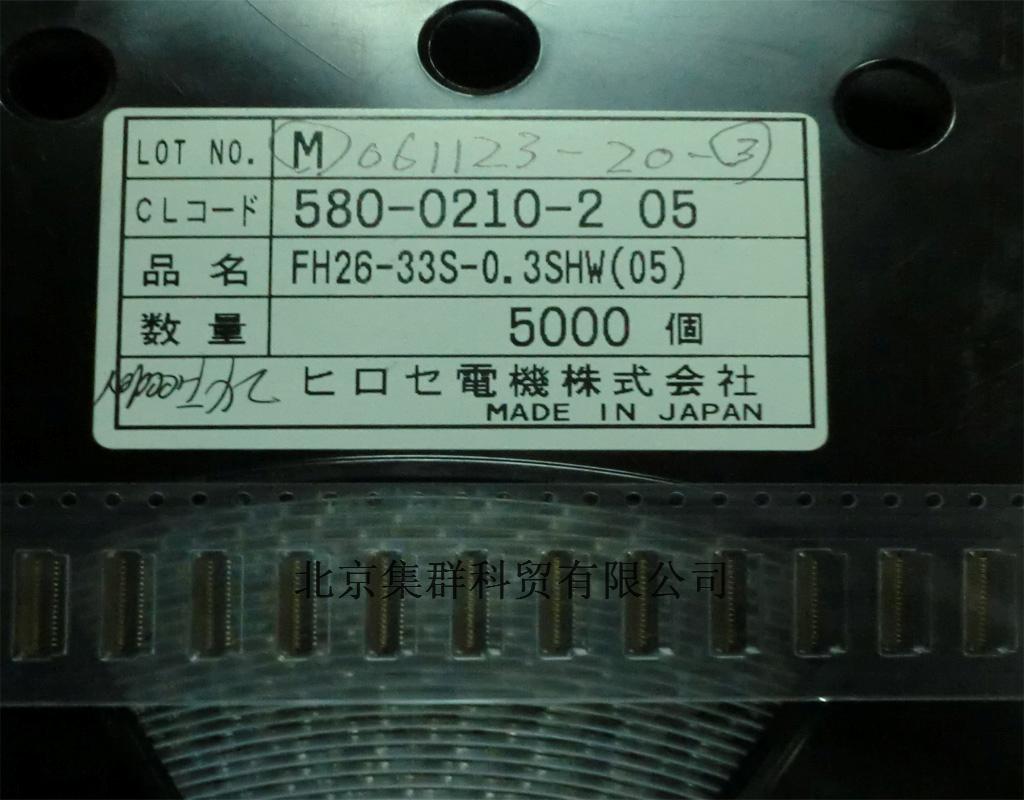 LOT NO. M 061123-20-3
CLコード 580-0210-2 05
品名 FH26-33S-0.3SHW(05)
数量 5000 個
ヒロセ電機株式会社
MADE IN JAPAN
北京集群科贸有限公司